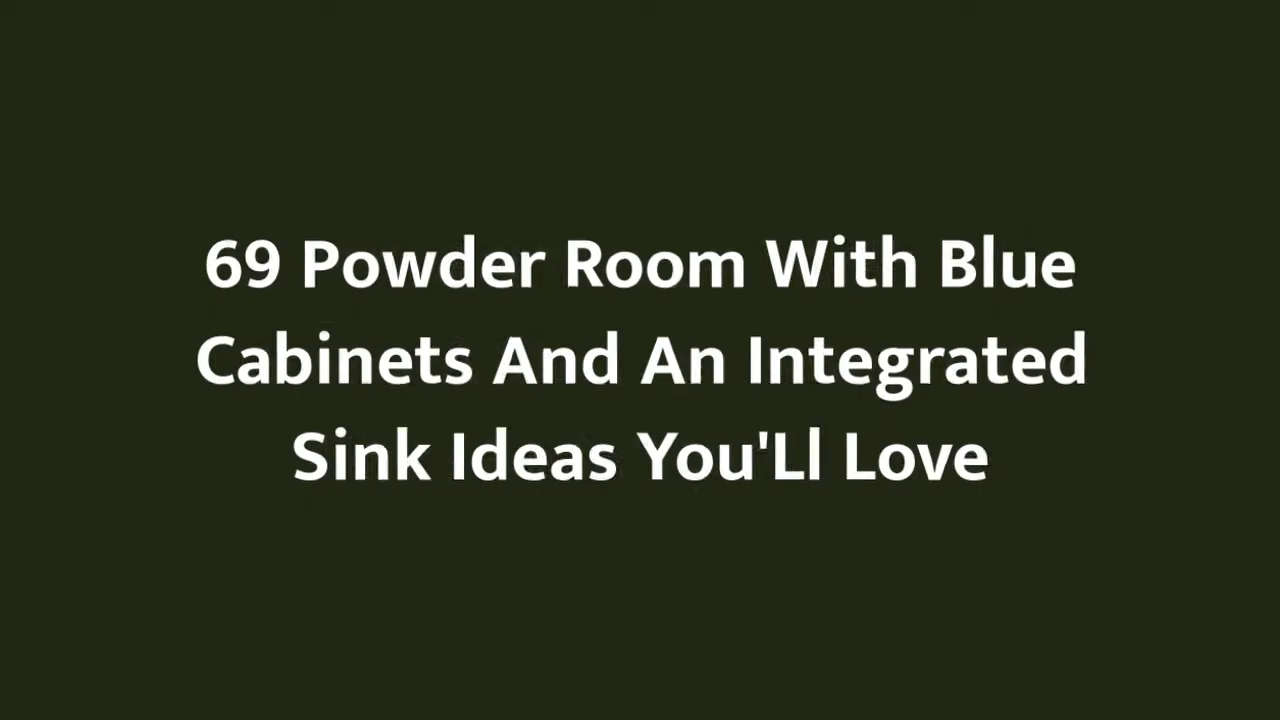 69 Powder Room With Blue
Cabinets And An Integrated
Sink Ideas You'Ll Love